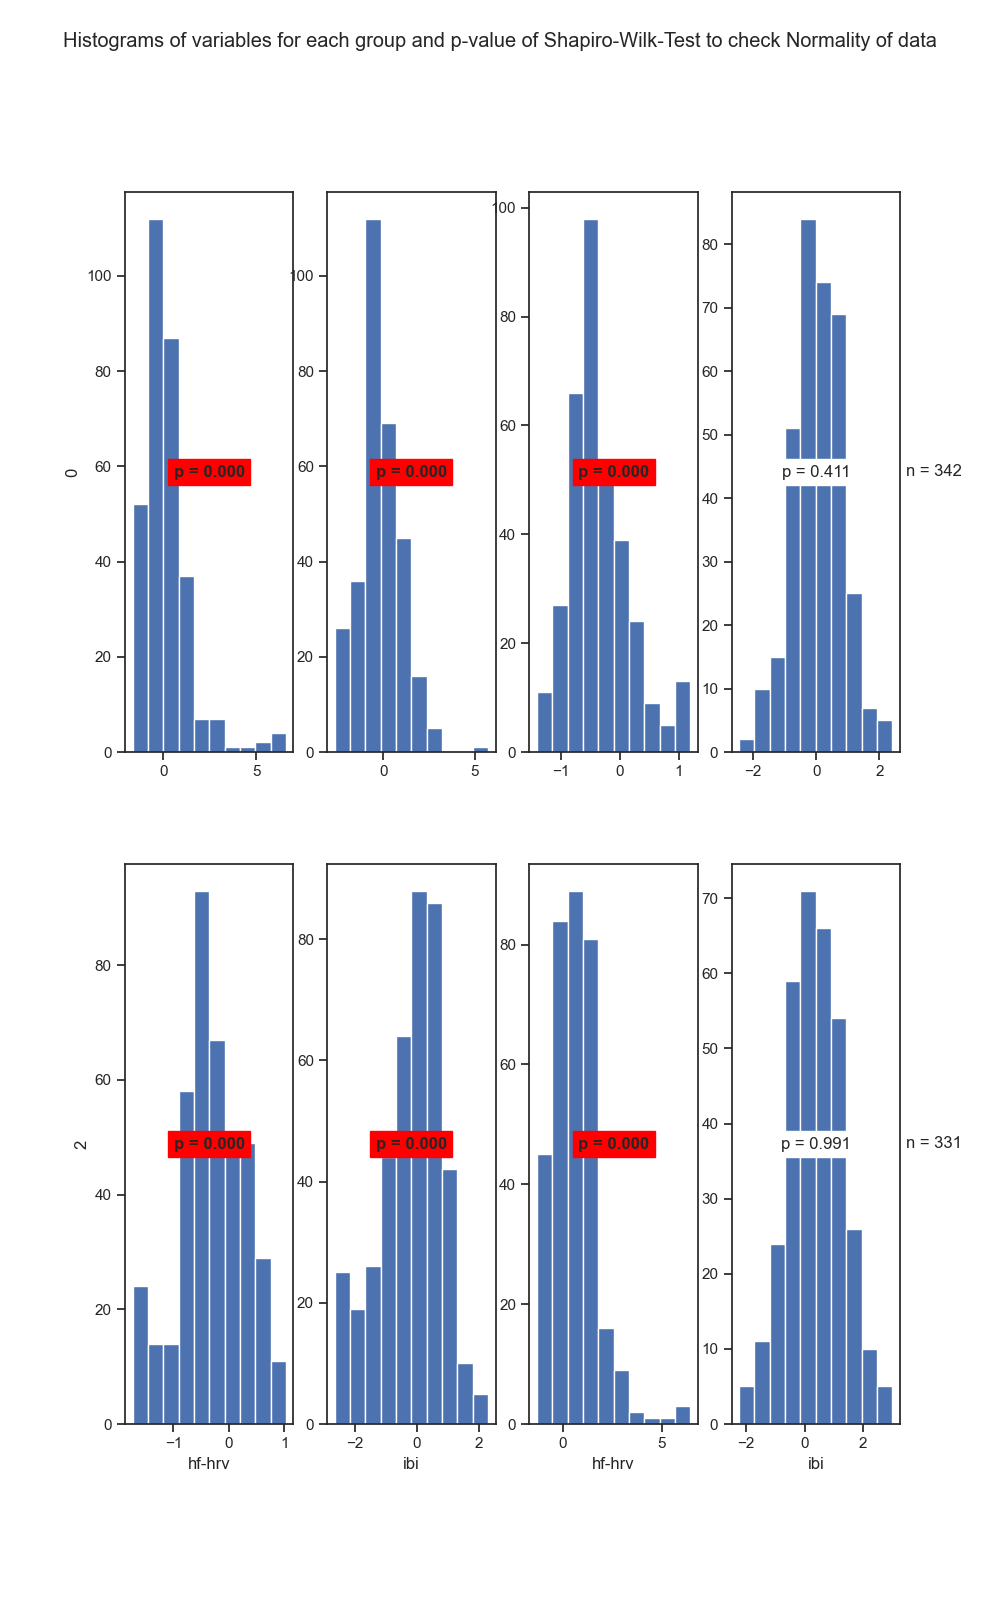 Histograms of variables for each group and p-value of Shapiro-Wilk-Test to check Normality of data
0
100
80
60
40
20
0
p = 0.000
0 5
100
80
60
40
20
0
p = 0.000
0 5
100
80
60
40
20
0
p = 0.000
−1 0 1
80
70
60
50
40
30
20
10
0
p = 0.411
n = 342
−2 0 2
2
80
60
40
20
0
p = 0.000
−1 0 1
hf-hrv
80
60
40
20
0
p = 0.000
−2 0 2
ibi
80
60
40
20
0
p = 0.000
0 5
hf-hrv
70
60
50
40
30
20
10
0
p = 0.991
n = 331
−2 0 2
ibi